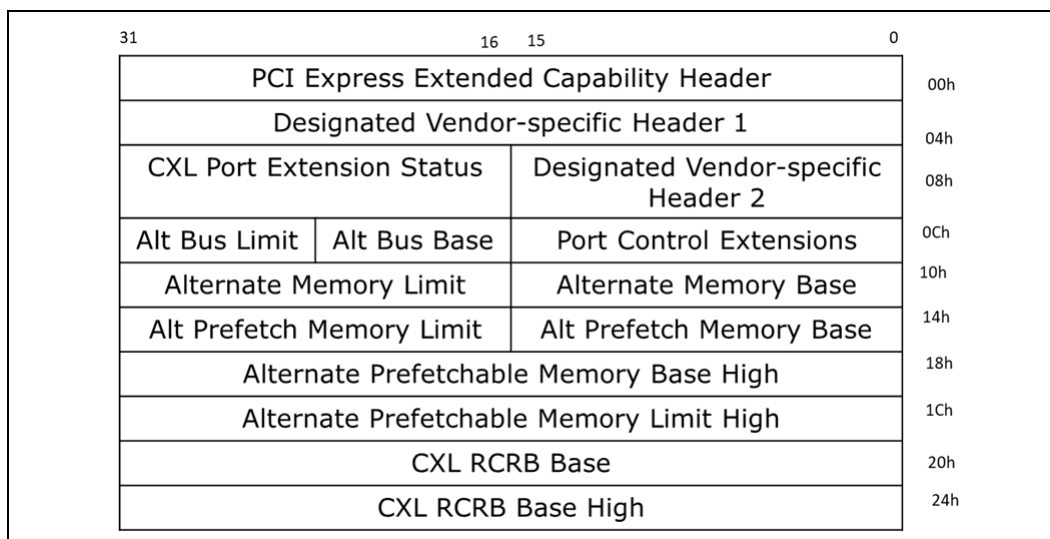 31 16 15 0
PCI Express Extended Capability Header 00h
Designated Vendor-specific Header 1 04h
CXL Port Extension Status Designated Vendor-specific
Header 2 08h
Alt Bus Limit Alt Bus Base Port Control Extensions 0Ch
Alternate Memory Limit Alternate Memory Base 10h
Alt Prefetch Memory Limit Alt Prefetch Memory Base 14h
Alternate Prefetchable Memory Base High 18h
Alternate Prefetchable Memory Limit High 1Ch
CXL RCRB Base 20h
CXL RCRB Base High 24h